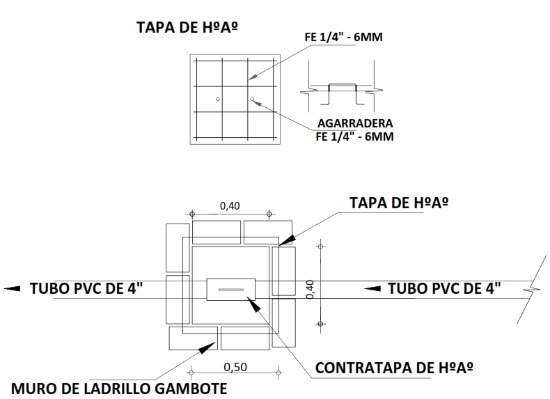 TAPA DE HºAº
FE 1/4" - 6MM
AGARRADERA
FE 1/4" - 6MM
0,40
TAPA DE HºAº
0,40
TUBO PVC DE 4"
TUBO PVC DE 4"
0,50
CONTRATAPA DE HºAº
MURO DE LADRILLO GAMBOTE